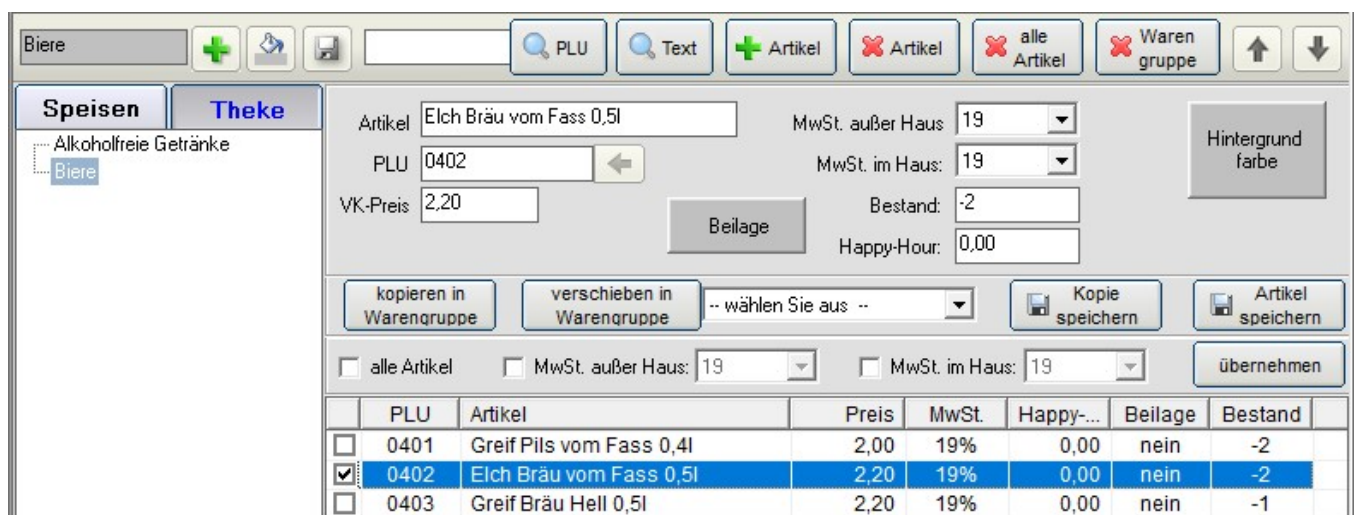 Biere
PLU
Text
Artikel
Artikel
alle
Artikel
Waren
gruppe
Speisen Theke
Alkoholfreie Getränke
Biere
Artikel Elch Bräu vom Fass 0,5l
PLU 0402
VK-Preis 2,20
Beilage
MwSt. außer Haus 19
MwSt. im Haus: 19
Bestand: -2
Happy-Hour: 0,00
Hintergrund
farbe
kopieren in
Warengruppe
verschieben in
Warengruppe
-- wählen Sie aus --
Kopie
speichern
Artikel
speichern
alle Artikel MwSt. außer Haus: 19 MwSt. im Haus: 19 übernehmen
PLU Artikel Preis MwSt. Happy-... Beilage Bestand
0401 Greif Pils vom Fass 0,4l 2,00 19% 0,00 nein -2
0402 Elch Bräu vom Fass 0,5l 2,20 19% 0,00 nein -2
0403 Greif Bräu Hell 0,5l 2,20 19% 0,00 nein -1